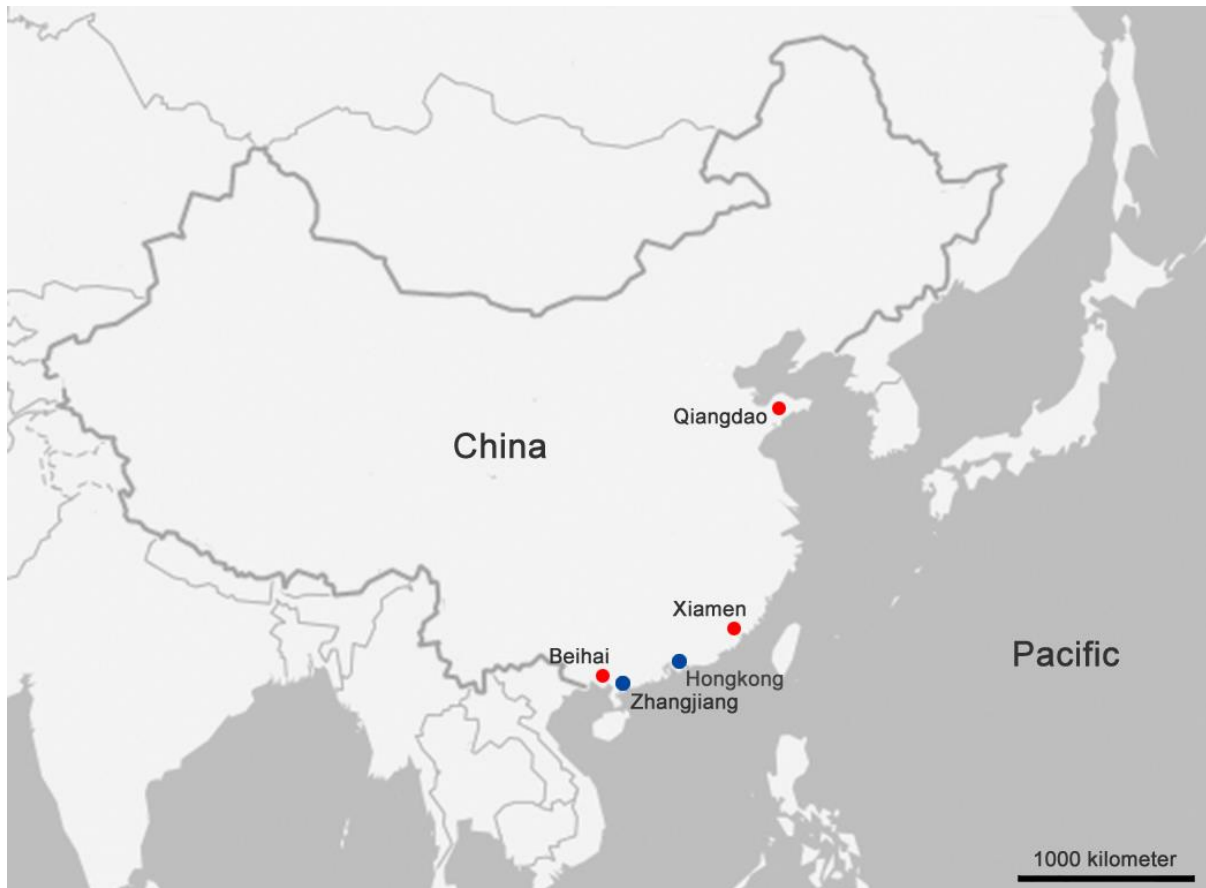 Qiangdao
China
Xiamen
Pacific
Beihai
Hongkong
Zhangjiang
1000 kilometer